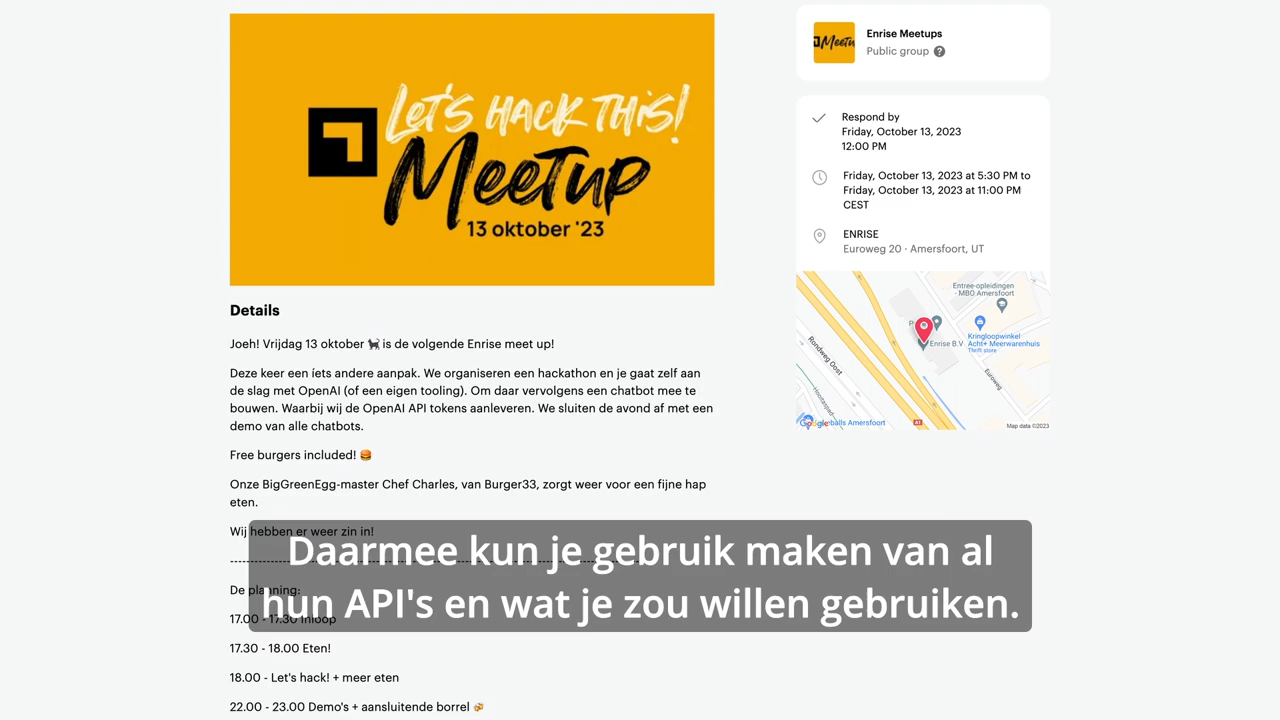 Let's HACK THIS!
Meetup
13 oktober '23
Details
Joeh! Vrijdag 13 oktober 🐈‍⬛ is de volgende Enrise meet up!
Deze keer een íets andere aanpak. We organiseren een hackathon en je gaat zelf aan
de slag met OpenAI (of een eigen tooling). Om daar vervolgens een chatbot mee te
bouwen. Waarbij wij de OpenAI API tokens aanleveren. We sluiten de avond af met een
demo van alle chatbots.
Free burgers included! 🍔
Onze BigGreenEgg-master Chef Charles, van Burger33, zorgt weer voor een fijne hap
eten.
Wij hebben er weer zin in!
De planning:
17.00 - 17.30 Inloop
17.30 - 18.00 Eten!
18.00 - Let's hack! + meer eten
22.00 - 23.00 Demo's + aansluitende borrel 🍻
Daarmee kun je gebruik maken van al
hun API's en wat je zou willen gebruiken.
Meetup
Enrise Meetups
Public group ?
Respond by
Friday, October 13, 2023
12:00 PM
Friday, October 13, 2023 at 5:30 PM to
Friday, October 13, 2023 at 11:00 PM
CEST
ENRISE
Euroweg 20 · Amersfoort, UT
Entree-opleidingen
- MBO Amersfoort
P
Enrise B.V
Kringloopwinkel
Acht+ Meerwarenhuis
Thrift store
Rondweg Oost
Euroweg
Google
balls Amersfoort
A1
Map data ©2023